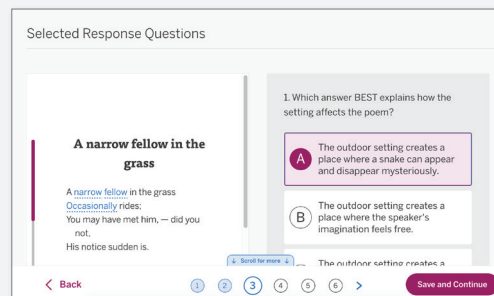 Selected Response Questions
A narrow fellow in the
grass
A narrow fellow in the grass
Occasionally rides;
You may have met him, — did you
not,
His notice sudden is.
↓ Scroll for more ↓
1. Which answer BEST explains how the
setting affects the poem?
A
The outdoor setting creates a
place where a snake can appear
and disappear mysteriously.
B
The outdoor setting creates a
place where the speaker's
imagination feels free.
The outdoor setting creates a
< Back
1 2 3 4 5 6 >
Save and Continue